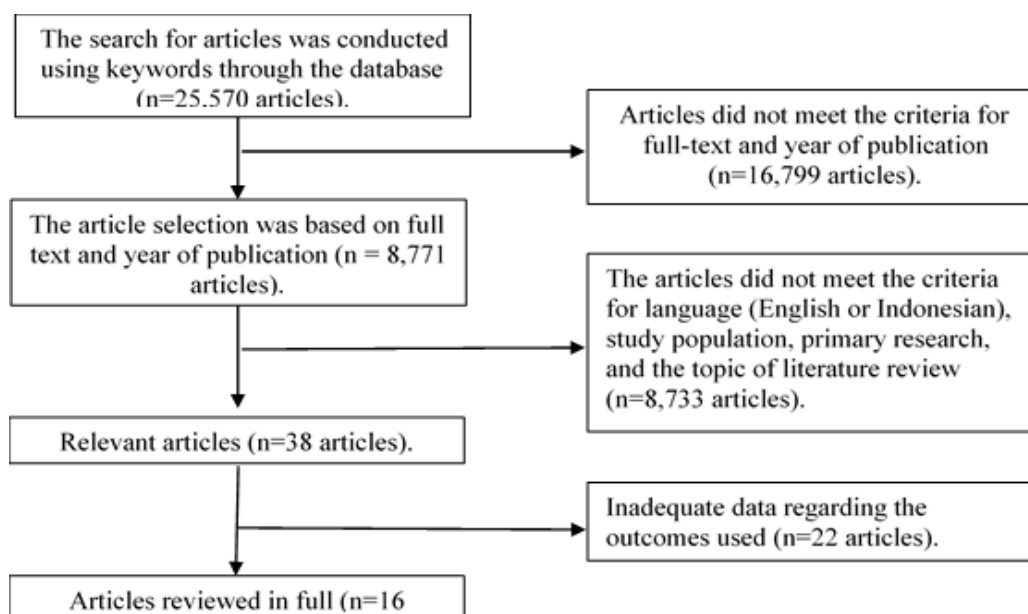 The search for articles was conducted
using keywords through the database
(n=25.570 articles).
Articles did not meet the criteria for
full-text and year of publication
(n=16,799 articles).
The article selection was based on full
text and year of publication (n = 8,771
articles).
The articles did not meet the criteria
for language (English or Indonesian),
study population, primary research,
and the topic of literature review
(n=8,733 articles).
Relevant articles (n=38 articles).
Inadequate data regarding the
outcomes used (n=22 articles).
Articles reviewed in full (n=16